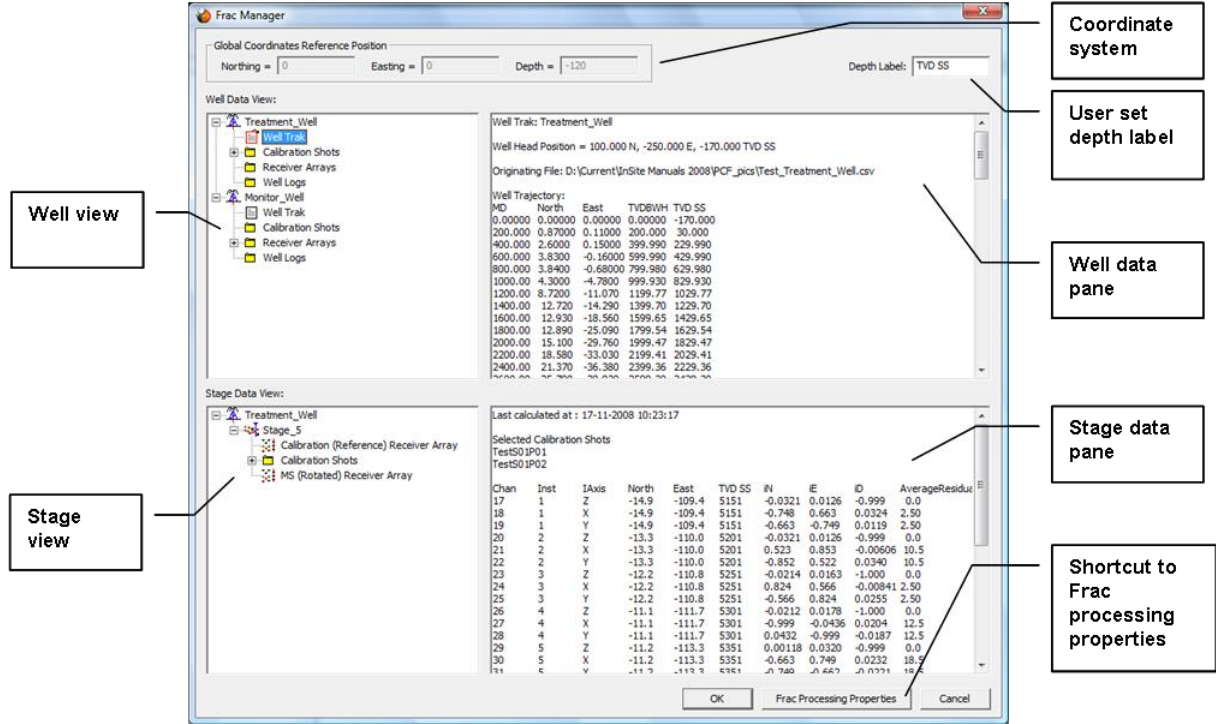 Frac Manager
Global Coordinates Reference Position
Northing = 0 Easting = 0 Depth = -120
Depth Label: TVD SS
Coordinate system
User set depth label
Well Data View:
Treatment_Well
Well Trak
Calibration Shots
Receiver Arrays
Well Logs
Monitor_Well
Well Trak
Calibration Shots
Receiver Arrays
Well Logs
Well view
Well Trak: Treatment_Well
Well Head Position = 100.000 N, -250.000 E, -170.000 TVD SS
Originating File: D:\Current\InSite Manuals 2008\PCF_pics\Test_Treatment_Well.csv
Well Trajectory:
MD North East TVDBWH TVD SS
0.00000 0.00000 0.00000 0.00000 -170.000
200.000 0.87000 0.11000 200.000 30.000
400.000 2.6000 0.15000 399.990 229.990
600.000 3.8300 -0.16000 599.990 429.990
800.000 3.8400 -0.68000 799.980 629.980
1000.00 4.3000 -4.7800 999.930 829.930
1200.00 8.7200 -11.070 1199.77 1029.77
1400.00 12.720 -14.290 1399.70 1229.70
1600.00 12.930 -18.560 1599.65 1429.65
1800.00 12.890 -25.090 1799.54 1629.54
2000.00 15.100 -29.760 1999.47 1829.47
2200.00 18.580 -33.030 2199.41 2029.41
2400.00 21.370 -36.380 2399.36 2229.36
Well data pane
Stage Data View:
Treatment_Well
Stage_5
Calibration (Reference) Receiver Array
Calibration Shots
MS (Rotated) Receiver Array
Stage view
Last calculated at : 17-11-2008 10:23:17
Selected Calibration Shots
TestS01P01
TestS01P02
Chan Inst IAxis North East TVD SS iN iE iD AverageResidua
17 1 Z -14.9 -109.4 5151 -0.0321 0.0126 -0.999 0.0
18 1 X -14.9 -109.4 5151 -0.748 0.663 0.0324 2.50
19 1 Y -14.9 -109.4 5151 -0.663 -0.749 0.0119 2.50
20 2 Z -13.3 -110.0 5201 -0.0321 0.0126 -0.999 0.0
21 2 X -13.3 -110.0 5201 0.523 0.853 -0.00606 10.5
22 2 Y -13.3 -110.0 5201 -0.852 0.522 0.0340 10.5
23 3 Z -12.2 -110.8 5251 -0.0214 0.0163 -1.000 0.0
24 3 X -12.2 -110.8 5251 0.824 0.566 -0.00841 2.50
25 3 Y -12.2 -110.8 5251 -0.566 0.824 0.0255 2.50
26 4 Z -11.1 -111.7 5301 -0.0212 0.0178 -1.000 0.0
27 4 X -11.1 -111.7 5301 -0.999 -0.0436 0.0204 12.5
28 4 Y -11.1 -111.7 5301 0.0432 -0.999 -0.0187 12.5
29 5 Z -11.2 -113.3 5351 0.00118 0.0320 -0.999 0.0
30 5 X -11.2 -113.3 5351 -0.663 0.749 0.0232 18.5
31 5 Y -11.2 -113.3 5351 -0.749 -0.662 -0.0221 18.5
Stage data pane
Shortcut to Frac processing properties
OK Frac Processing Properties Cancel